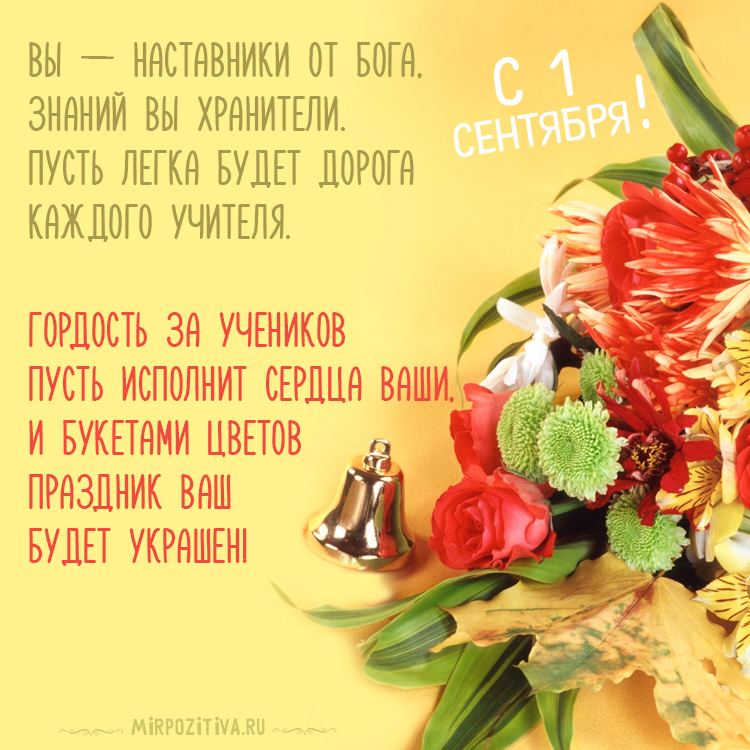 ВЫ — НАСТАВНИКИ ОТ БОГА,
ЗНАНИЙ ВЫ ХРАНИТЕЛИ.
ПУСТЬ ЛЕГКА БУДЕТ ДОРОГА
КАЖДОГО УЧИТЕЛЯ.
С 1
СЕНТЯБРЯ!
ГОРДОСТЬ ЗА УЧЕНИКОВ
ПУСТЬ ИСПОЛНИТ СЕРДЦА ВАШИ,
И БУКЕТАМИ ЦВЕТОВ
ПРАЗДНИК ВАШ
БУДЕТ УКРАШЕН!
MIRPOZITIVA.RU